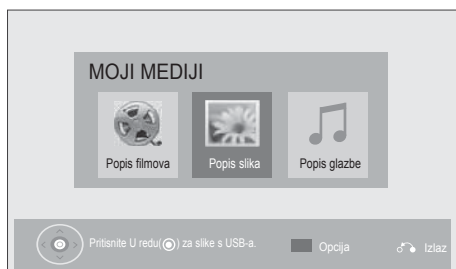 MOJI MEDIJI
Popis filmova
Popis slika
Popis glazbe
Pritisnite U redu(◉) za slike s USB-a.
Opcija
Izlaz